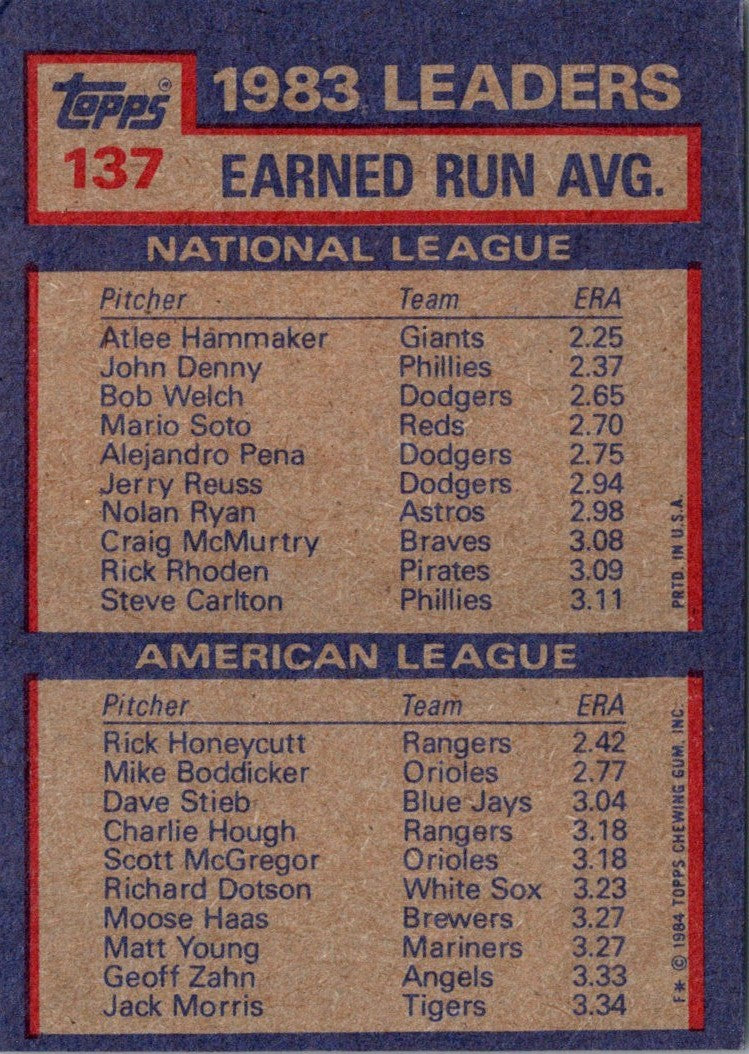 topps®
137
1983 LEADERS
EARNED RUN AVG.
NATIONAL LEAGUE
Pitcher Team ERA
Atlee Hammaker Giants 2.25
John Denny Phillies 2.37
Bob Welch Dodgers 2.65
Mario Soto Reds 2.70
Alejandro Pena Dodgers 2.75
Jerry Reuss Dodgers 2.94
Nolan Ryan Astros 2.98
Craig McMurtry Braves 3.08
Rick Rhoden Pirates 3.09
Steve Carlton Phillies 3.11
PRTD. IN U.S.A.
AMERICAN LEAGUE
Pitcher Team ERA
Rick Honeycutt Rangers 2.42
Mike Boddicker Orioles 2.77
Dave Stieb Blue Jays 3.04
Charlie Hough Rangers 3.18
Scott McGregor Orioles 3.18
Richard Dotson White Sox 3.23
Moose Haas Brewers 3.27
Matt Young Mariners 3.27
Geoff Zahn Angels 3.33
Jack Morris Tigers 3.34
F* © 1984 TOPPS CHEWING GUM, INC.